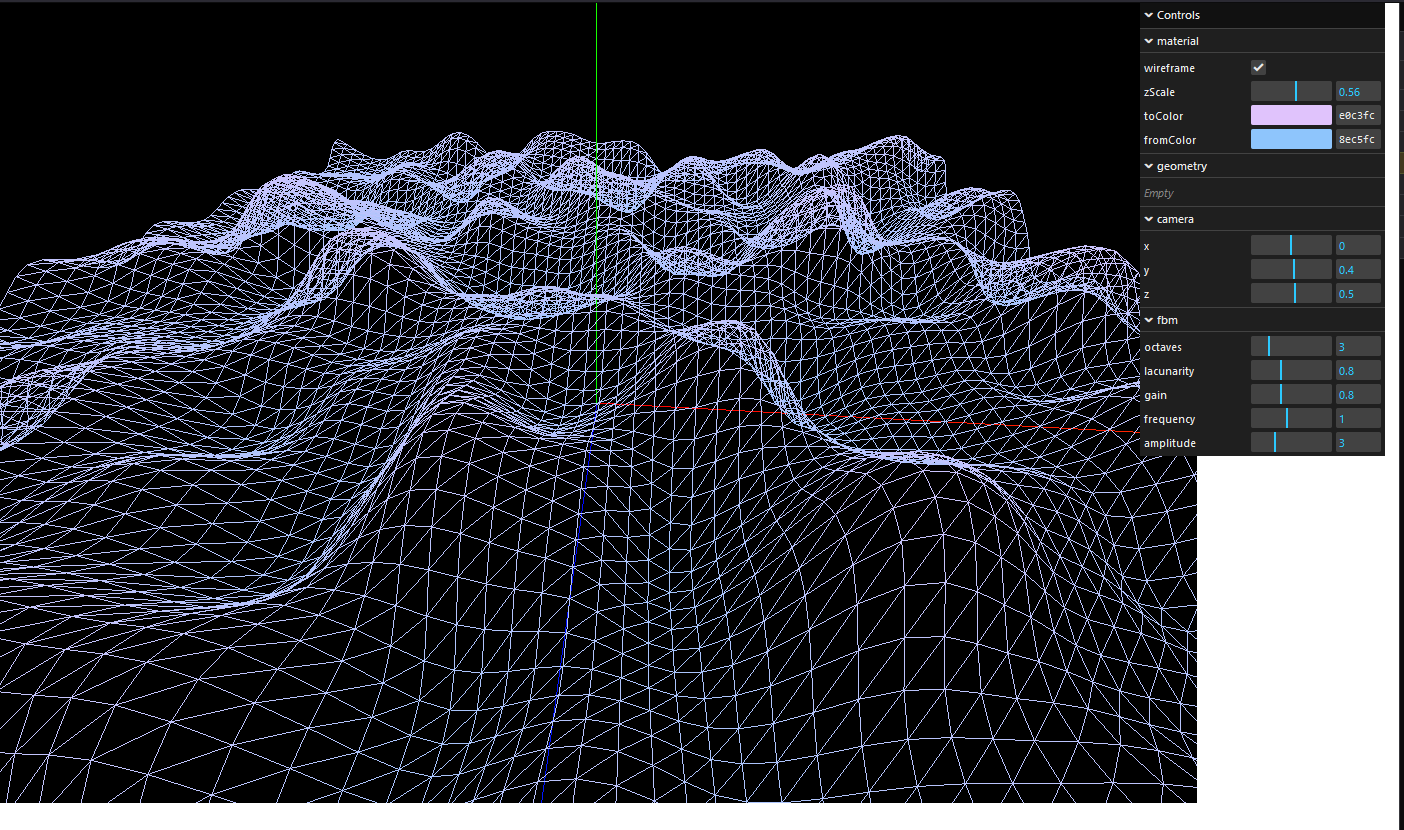 Controls
material
wireframe
zScale 0.56
toColor e0c3fc
fromColor 8ec5fc
geometry
Empty
camera
x 0
y 0.4
z 0.5
fbm
octaves 3
lacunarity 0.8
gain 0.8
frequency 1
amplitude 3